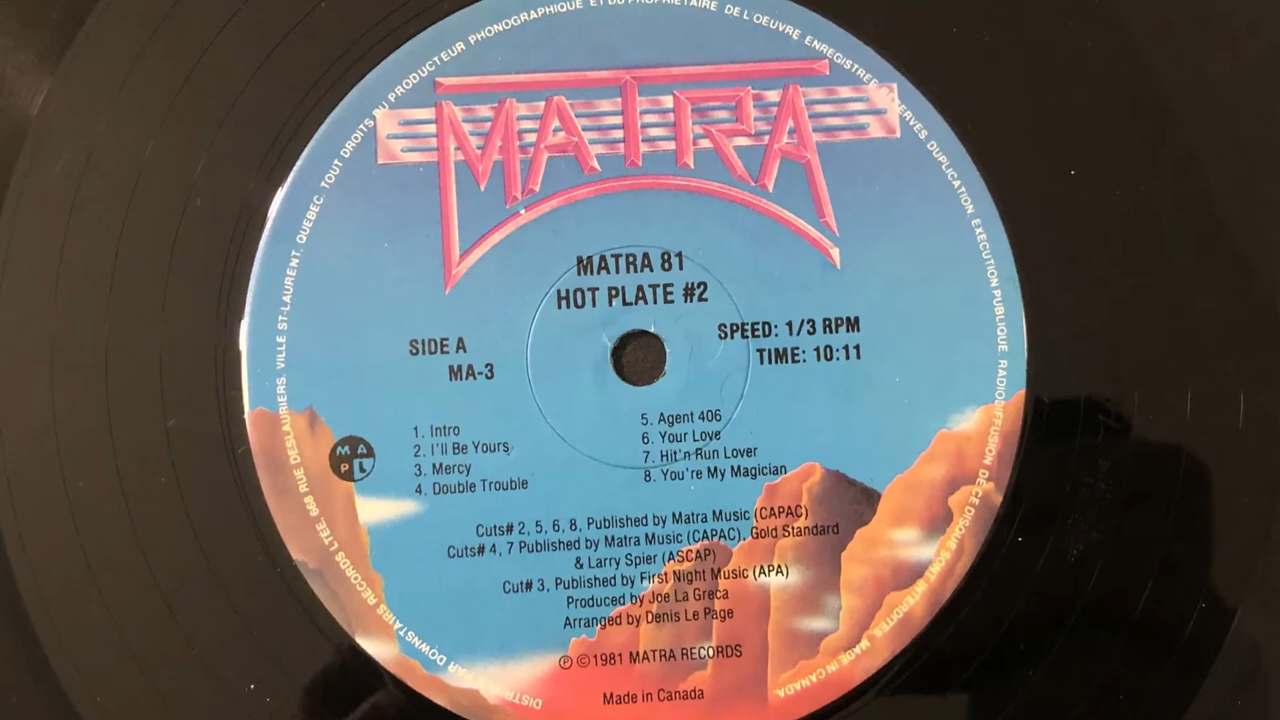 MATRA
MATRA 81
HOT PLATE #2
SIDE A
MA-3
SPEED: 1/3 RPM
TIME: 10:11
1. Intro
2. I'll Be Yours
3. Mercy
4. Double Trouble
5. Agent 406
6. Your Love
7. Hit'n Run Lover
8. You're My Magician
M A
P L
Cuts# 2, 5, 6, 8, Published by Matra Music (CAPAC)
Cuts# 4, 7 Published by Matra Music (CAPAC), Gold Standard
& Larry Spier (ASCAP)
Cut# 3, Published by First Night Music (APA)
Produced by Joe La Greca
Arranged by Denis Le Page
Ⓟ © 1981 MATRA RECORDS
Made in Canada
PAR DOWNSTAIRS RECORDS LTEE, 668 RUE DESLAURIERS, VILLE ST-LAURENT, QUEBEC. TOUT DROITS DU PRODUCTEUR PHONOGRAPHIQUE ET DU PROPRIETAIRE DE L'OEUVRE ENREGISTREE RESERVES. DUPLICATION, EXECUTION PUBLIQUE, RADIODIFFUSION DE CE DISQUE SONT INTERDITES. MADE IN CANADA